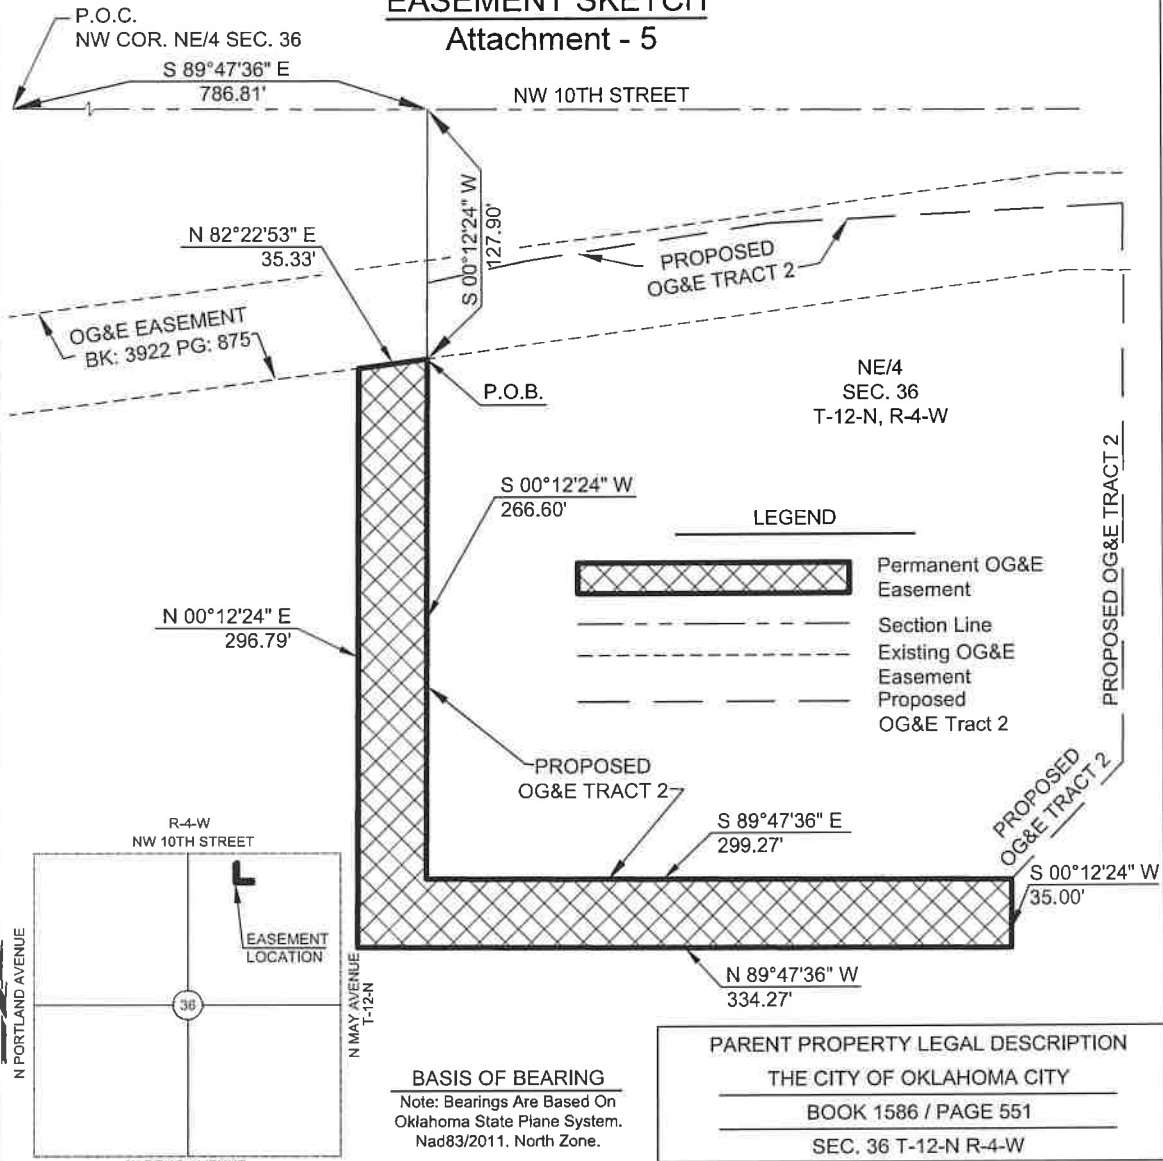 EASEMENT SKETCH
Attachment - 5
P.O.C.
NW COR. NE/4 SEC. 36
S 89°47'36" E
786.81'
NW 10TH STREET
S 00°12'24" W
127.90'
N 82°22'53" E
35.33'
PROPOSED
OG&E TRACT 2
OG&E EASEMENT
BK: 3922 PG: 875
P.O.B.
NE/4
SEC. 36
T-12-N, R-4-W
S 00°12'24" W
266.60'
LEGEND
Permanent OG&E
Easement
Section Line
Existing OG&E
Easement
Proposed
OG&E Tract 2
PROPOSED OG&E TRACT 2
N 00°12'24" E
296.79'
PROPOSED
OG&E TRACT 2
PROPOSED
OG&E TRACT 2
S 89°47'36" E
299.27'
S 00°12'24" W
35.00'
N 89°47'36" W
334.27'
R-4-W
NW 10TH STREET
EASEMENT
LOCATION
36
N PORTLAND AVENUE
N MAY AVENUE
T-12-N
BASIS OF BEARING
Note: Bearings Are Based On
Oklahoma State Plane System.
Nad83/2011. North Zone.
PARENT PROPERTY LEGAL DESCRIPTION
THE CITY OF OKLAHOMA CITY
BOOK 1586 / PAGE 551
SEC. 36 T-12-N R-4-W